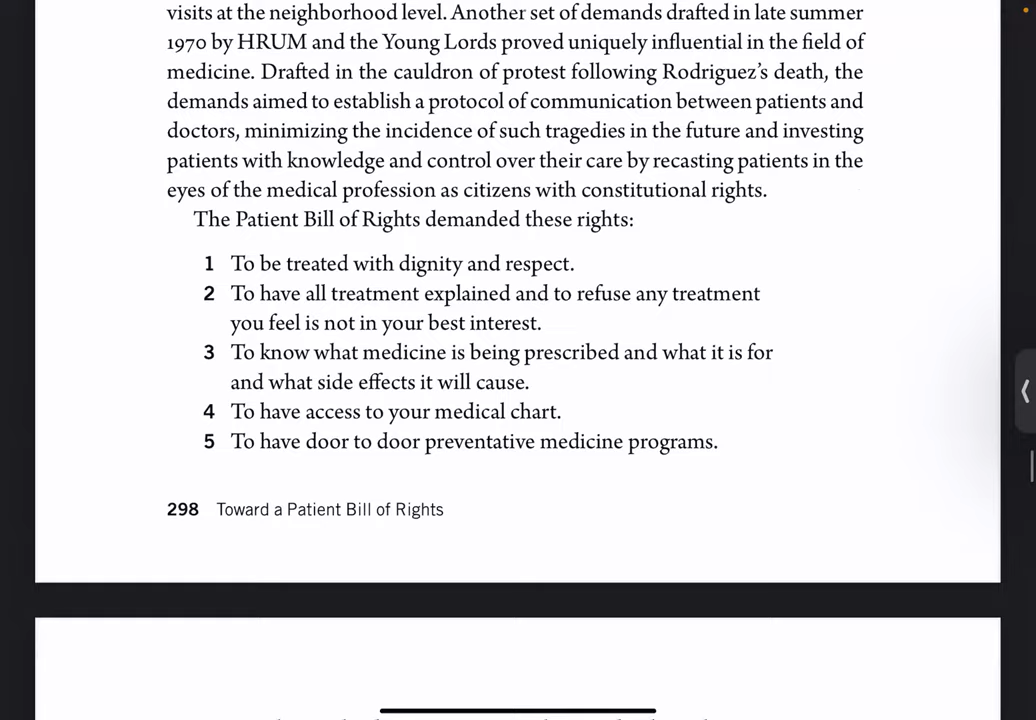 visits at the neighborhood level. Another set of demands drafted in late summer
1970 by HRUM and the Young Lords proved uniquely influential in the field of
medicine. Drafted in the cauldron of protest following Rodriguez’s death, the
demands aimed to establish a protocol of communication between patients and
doctors, minimizing the incidence of such tragedies in the future and investing
patients with knowledge and control over their care by recasting patients in the
eyes of the medical profession as citizens with constitutional rights.
The Patient Bill of Rights demanded these rights:
1 To be treated with dignity and respect.
2 To have all treatment explained and to refuse any treatment
you feel is not in your best interest.
3 To know what medicine is being prescribed and what it is for
and what side effects it will cause.
4 To have access to your medical chart.
5 To have door to door preventative medicine programs.
298 Toward a Patient Bill of Rights